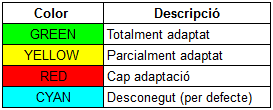 Color Descripció
GREEN Totalment adaptat
YELLOW Parcialment adaptat
RED Cap adaptació
CYAN Desconegut (per defecte)